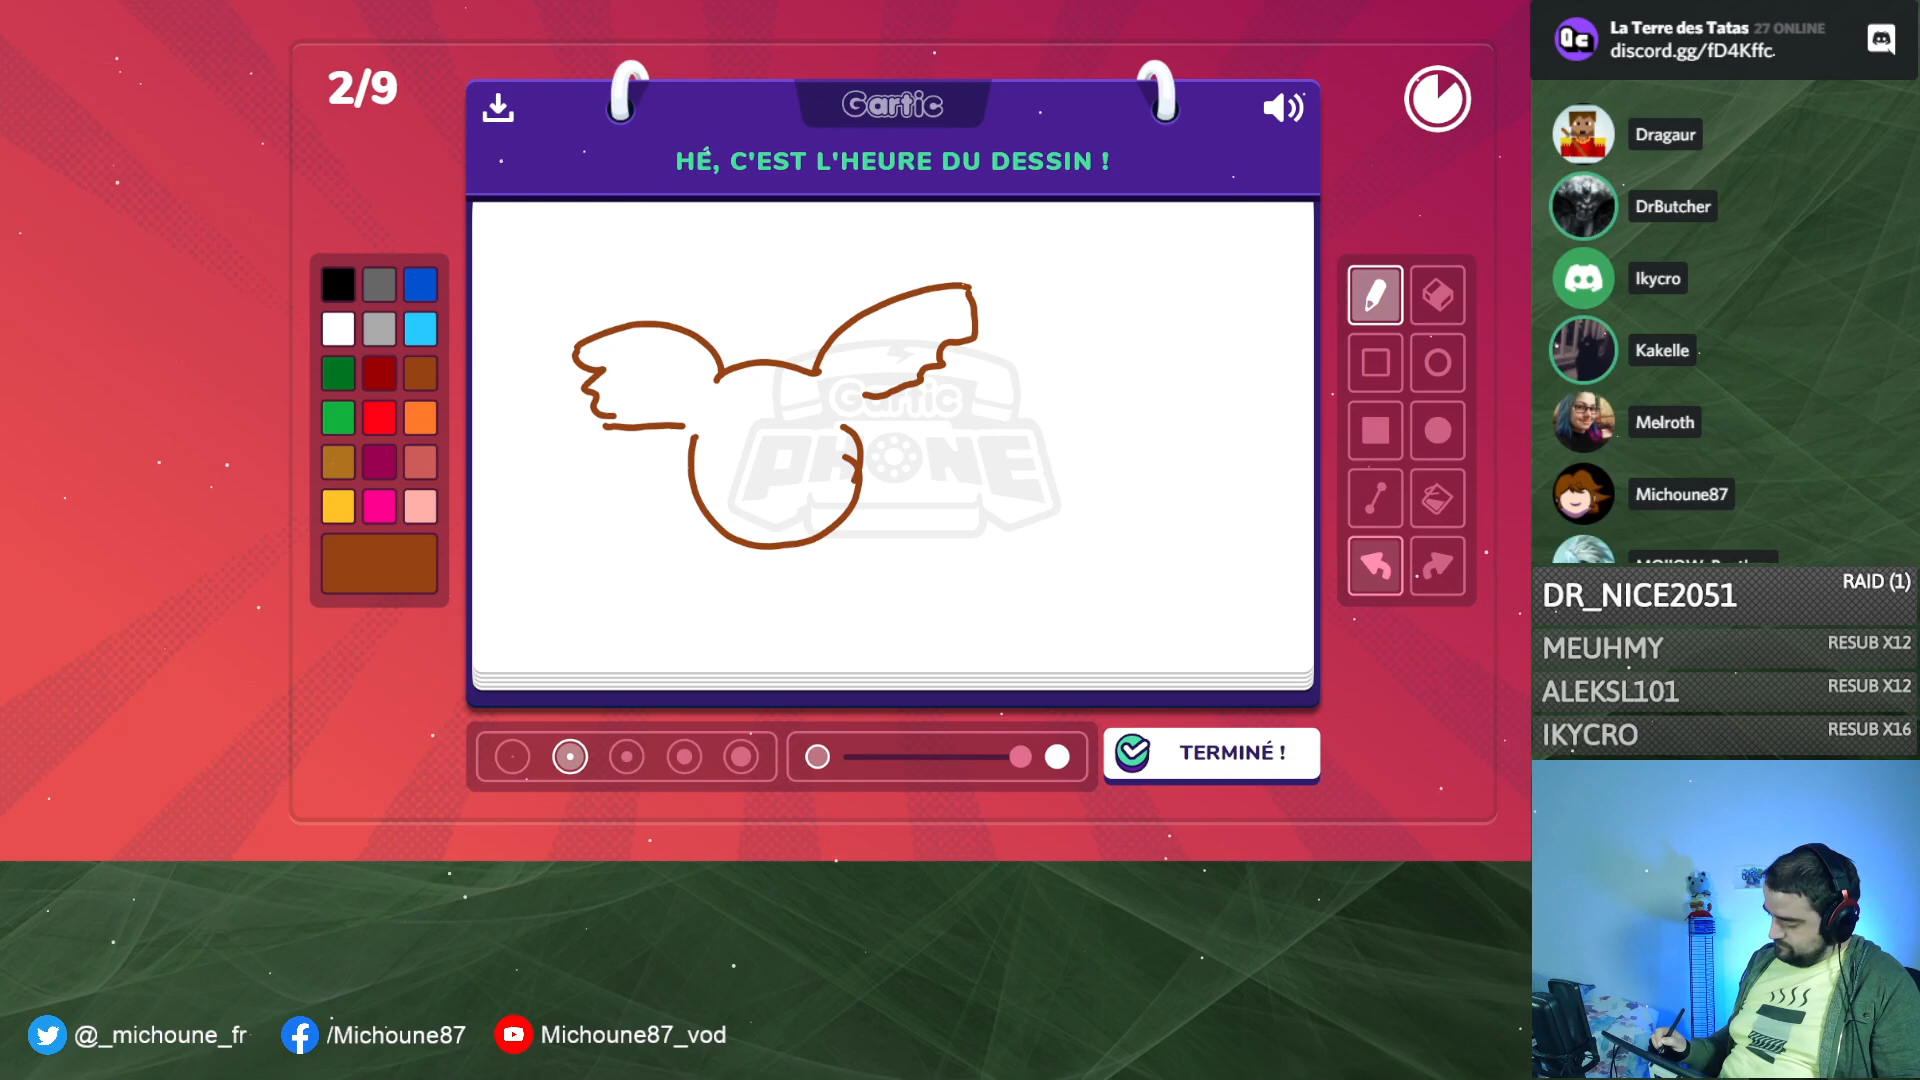 2/9
Gartic
HÉ, C'EST L'HEURE DU DESSIN !
Gartic
PHONE
TERMINÉ !
La Terre des Tatas 27 ONLINE
discord.gg/fD4Kffc
Dragaur
DrButcher
Ikycro
Kakelle
Melroth
Michoune87
DR_NICE2051 RAID (1)
MEUHMY RESUB X12
ALEKSL101 RESUB X12
IKYCRO RESUB X16
@_michoune_fr
/Michoune87
Michoune87_vod